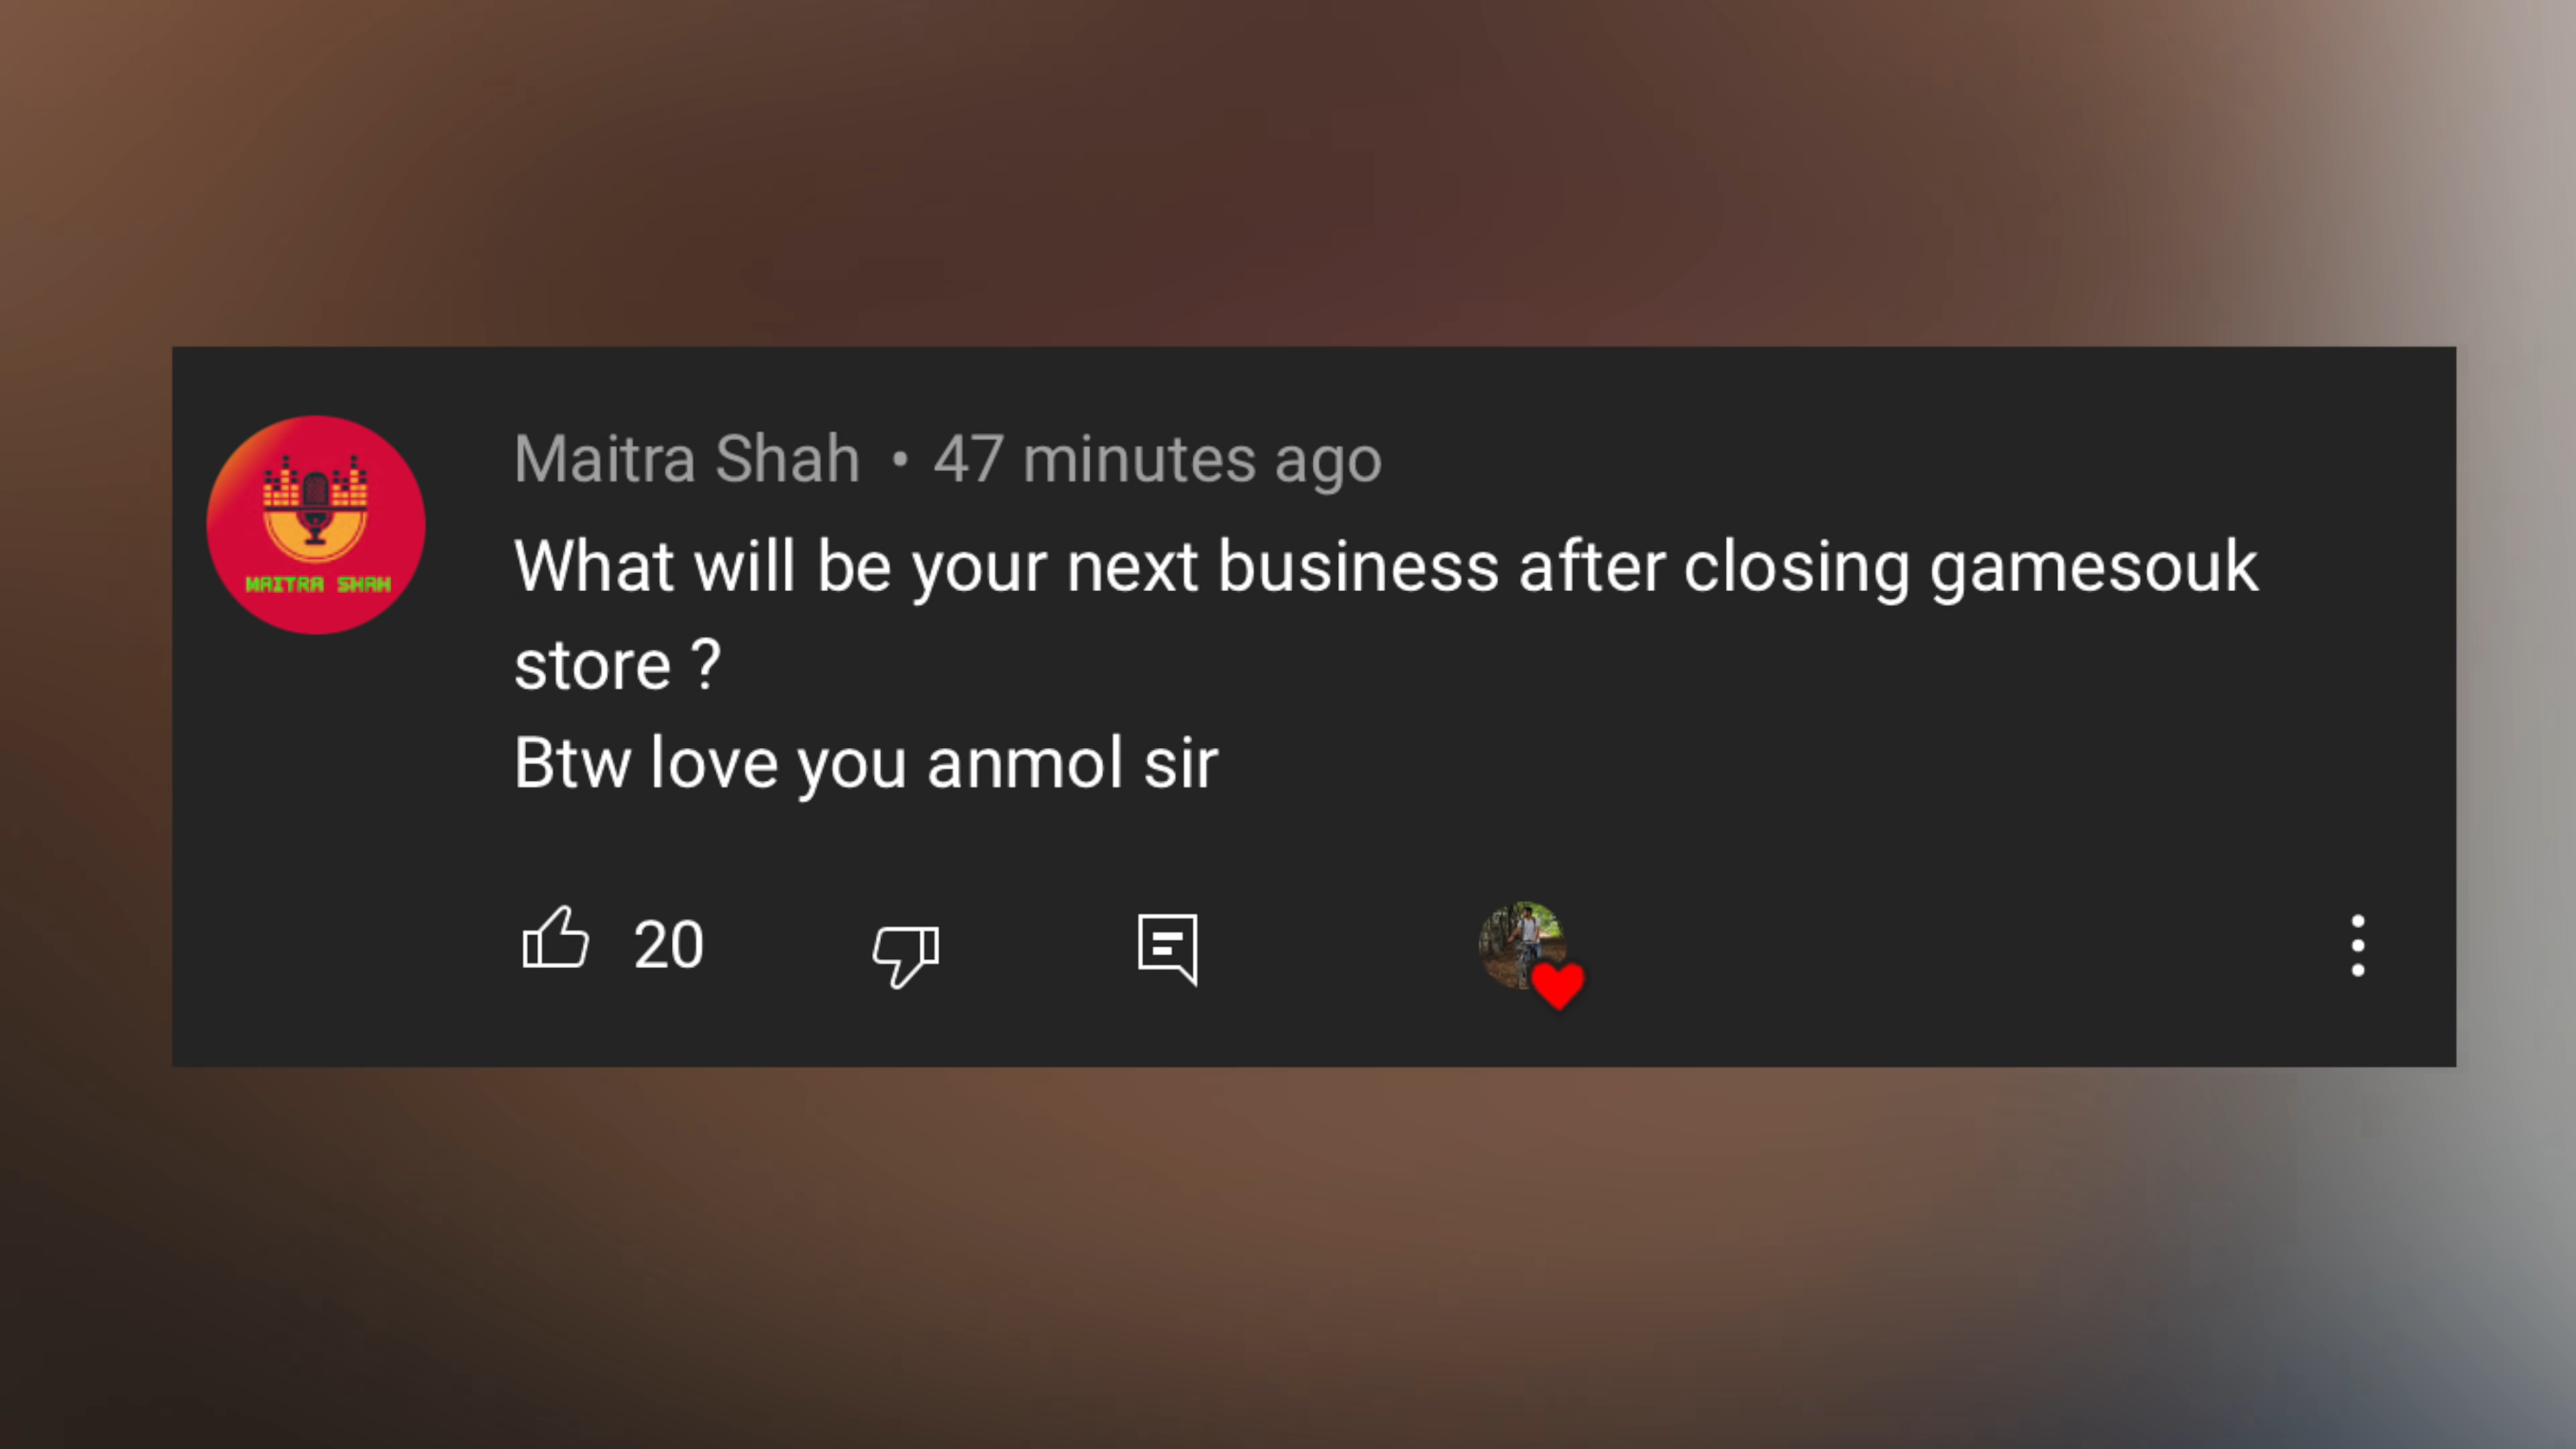 MAITRA SHAH
Maitra Shah • 47 minutes ago
What will be your next business after closing gamesouk
store ?
Btw love you anmol sir
20